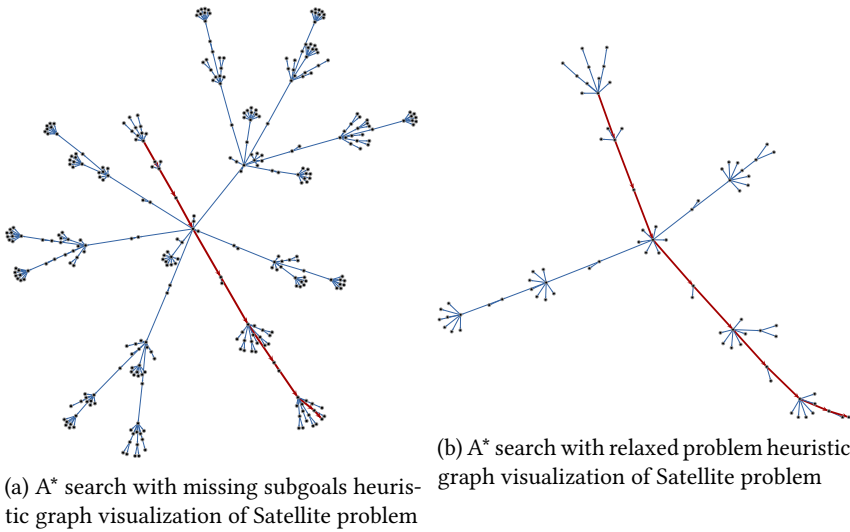 (a) A* search with missing subgoals heuris-
tic graph visualization of Satellite problem
(b) A* search with relaxed problem heuristic
graph visualization of Satellite problem